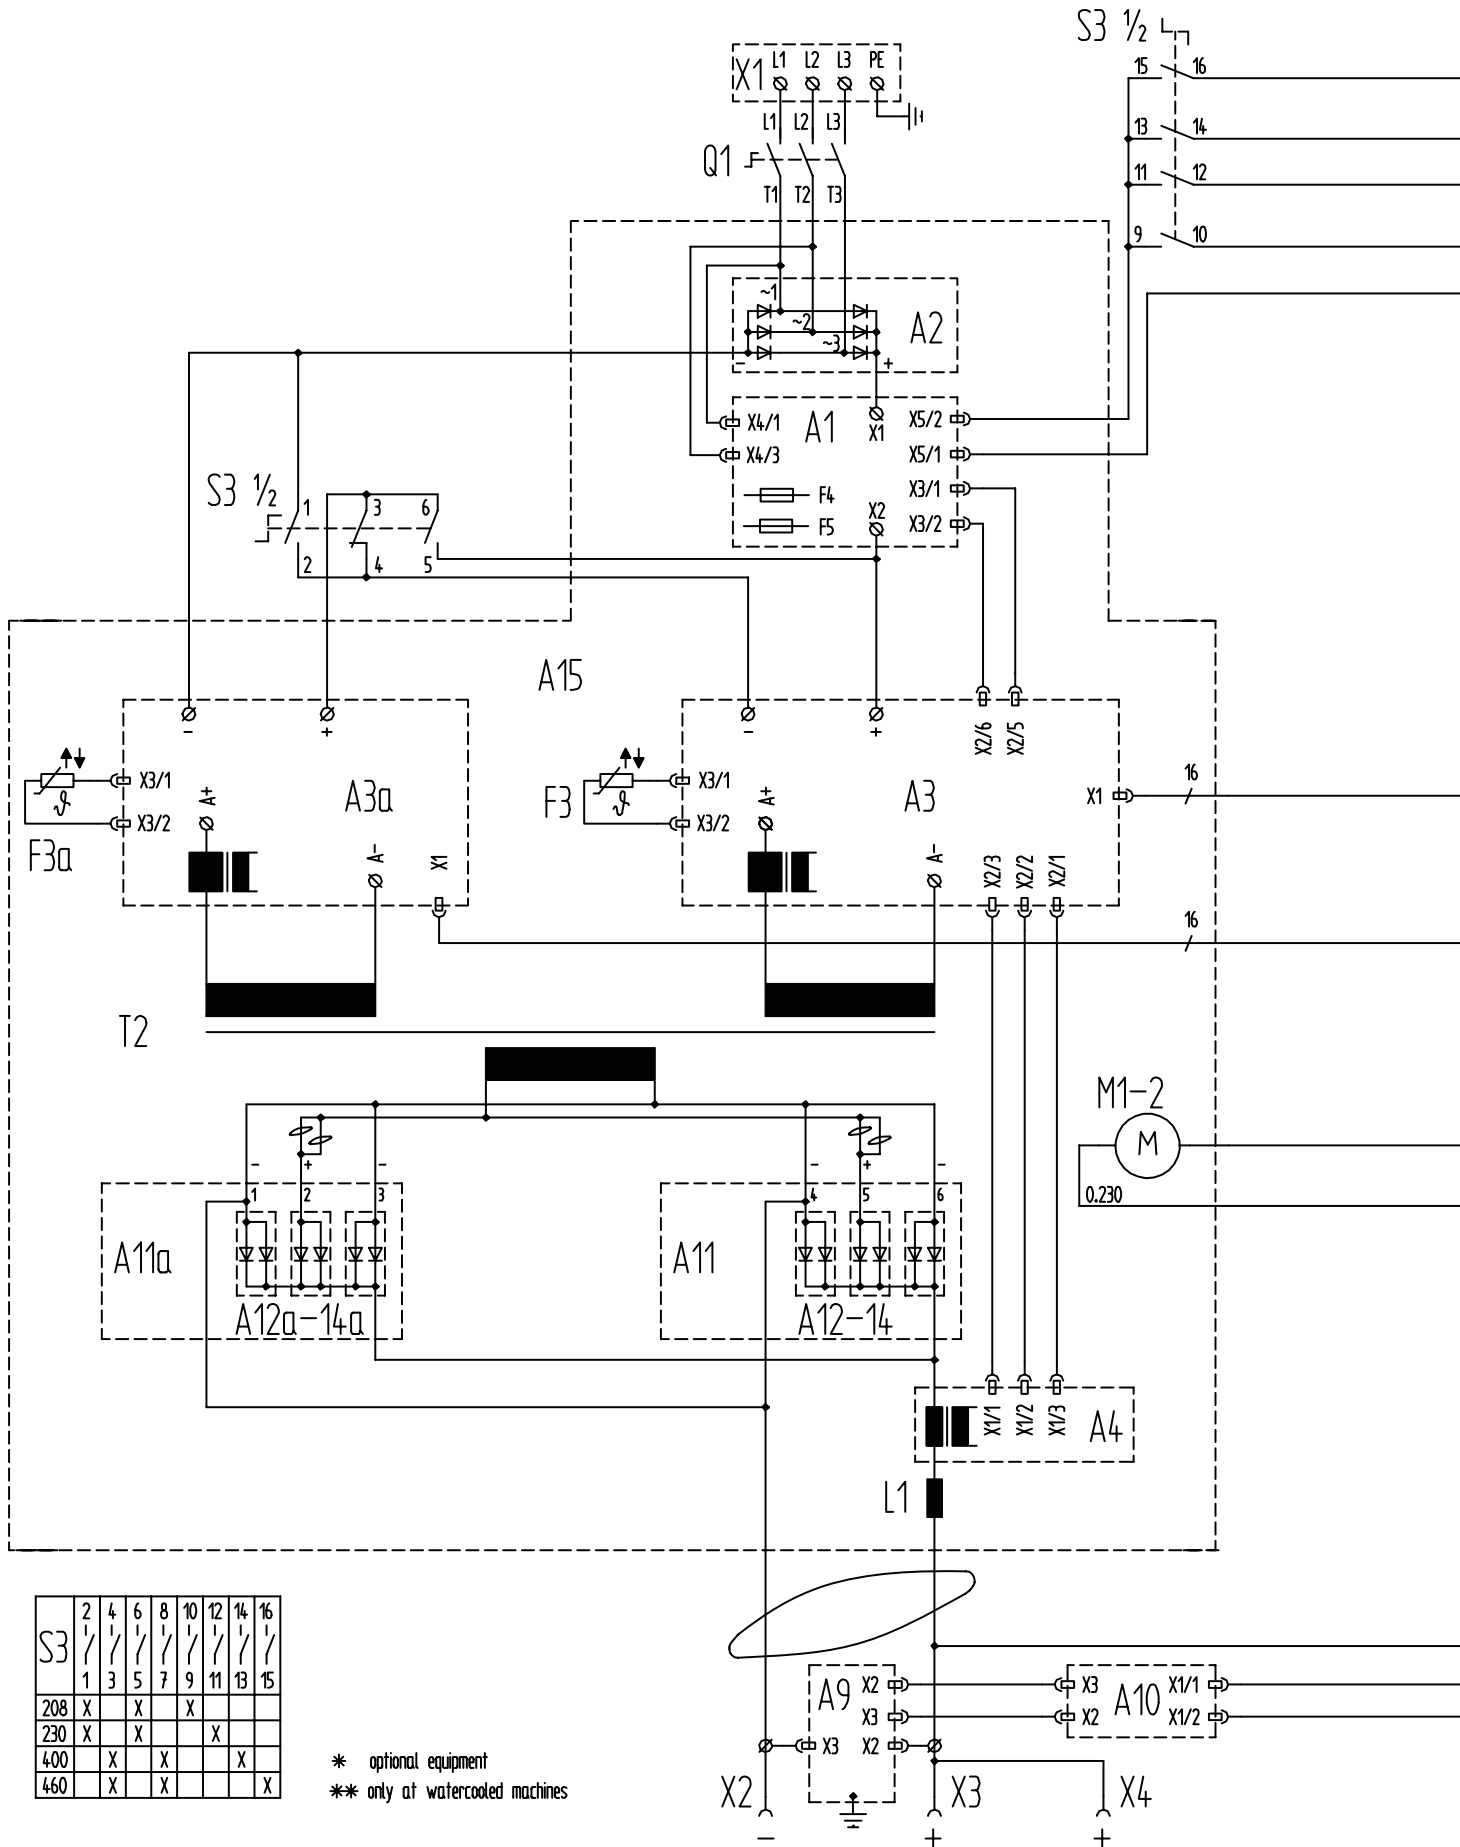 S3 ½
X1 L1 L2 L3 PE
15 16
L1 L2 L3
13 14
Q1
11 12
T1 T2 T3
9 10
~1
~2
~3
A2
- +
X4/1 A1 X1 X5/2
X4/3 X5/1
S3 ½
1 3 6
F4 X3/1
F5 X2 X3/2
2 4 5
A15
- + - + X2/6 X2/5
X3/1 A+ A3a
X3/2 A- X1
F3a
F3
X3/1 A+ A3
X3/2 A- X2/3 X2/2 X2/1
X1 16
16
T2
M1-2
M
0.230
- + - - + -
1 2 3 4 5 6
A11a A11
A12a-14a A12-14
X1/1 X1/2 X1/3 A4
L1
S3 2 4 6 8 10 12 14 16
1 3 5 7 9 11 13 15
208 X X X
230 X X X
400 X X X
460 X X X
* optional equipment
** only at watercooled machines
A9 X2 X3 A10 X1/1
X3 X2 X1/2
X3 X2
X2 X3 X4
- + +